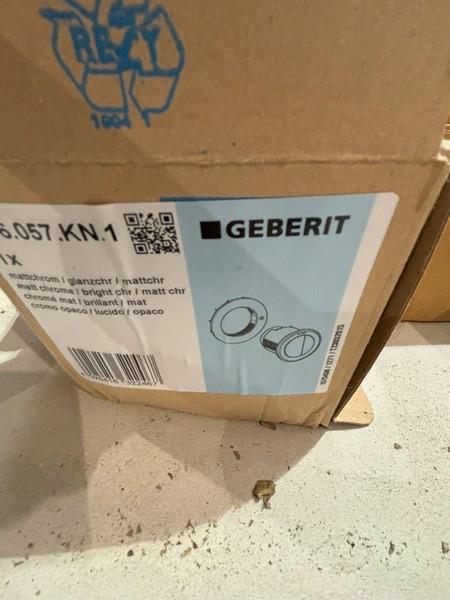 RESY
6.057.KN.1
GEBERIT
1x
mattchrom / glanzchr / mattchr
matt chrome / bright chr / matt chr
chromé mat / brillant / mat
cromo opaco / lucido / opaco
322467